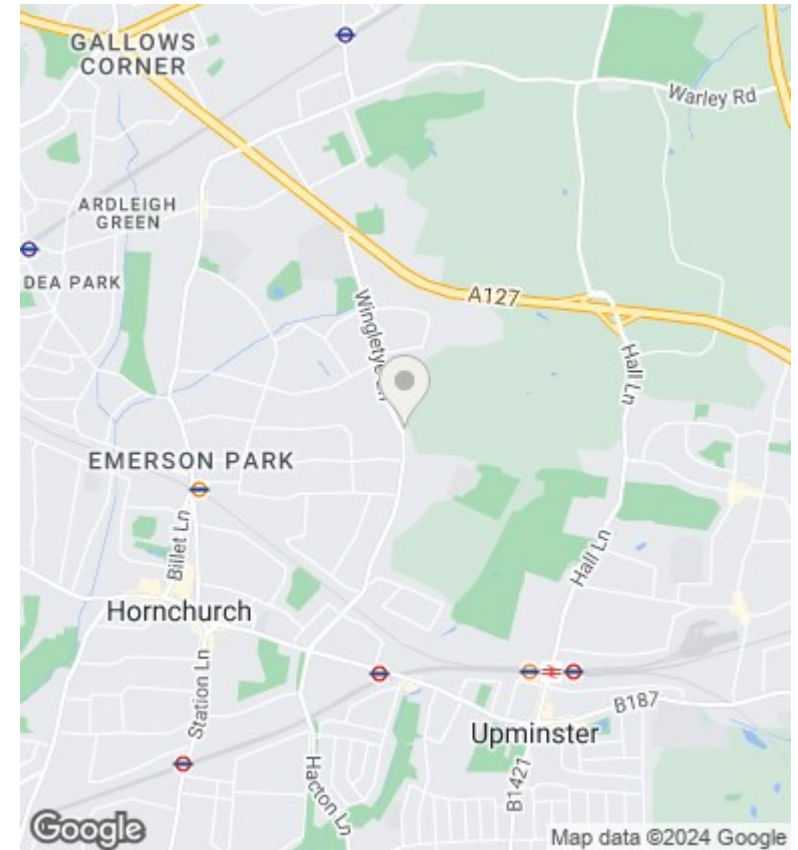 GALLOWS
CORNER
Warley Rd
ARDLEIGH
GREEN
DEA PARK
A127
Wingletye Ln
Hall Ln
EMERSON PARK
Billet Ln
Hall Ln
Hornchurch
Station Ln
B187
Upminster
Hacton Ln
B1421
Google
Map data ©2024 Google